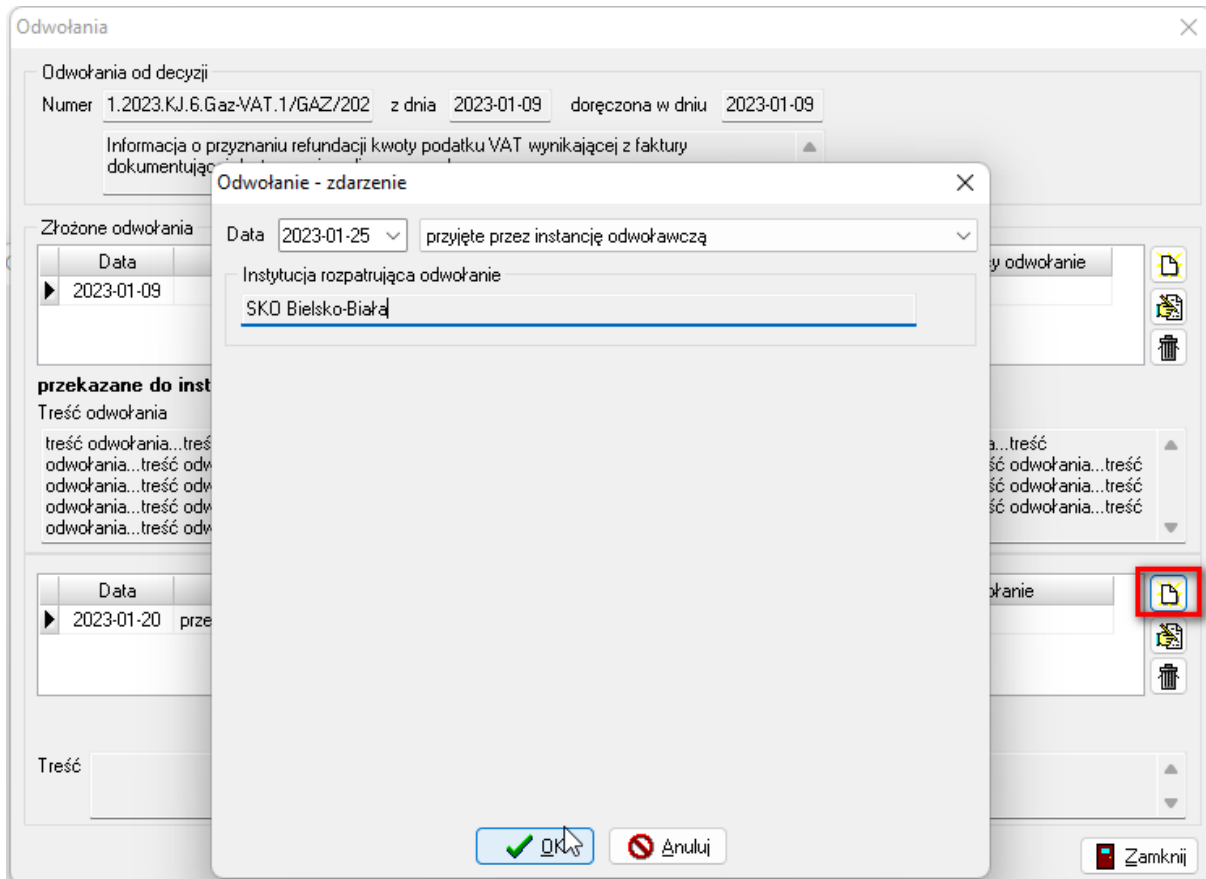 Odwołania
Odwołania od decyzji
Numer 1.2023.KJ.6.Gaz-VAT.1/GAZ/202 z dnia 2023-01-09 doręczona w dniu 2023-01-09
Informacja o przyznaniu refundacji kwoty podatku VAT wynikającej z faktury
Odwołanie - zdarzenie
Data 2023-01-25 przyjęte przez instancję odwoławczą
Instytucja rozpatrująca odwołanie
SKO Bielsko-Biała
Złożone odwołania
Data odwołanie
2023-01-09
przekazane do inst
Treść odwołania
treść odwołania...treś ...treść
odwołania...treść odw ść odwołania...treść
odwołania...treść odw ść odwołania...treść
odwołania...treść odw ść odwołania...treść
odwołania...treść odw
Data ołanie
2023-01-20 prze
Treść
OK Anuluj
Zamknij